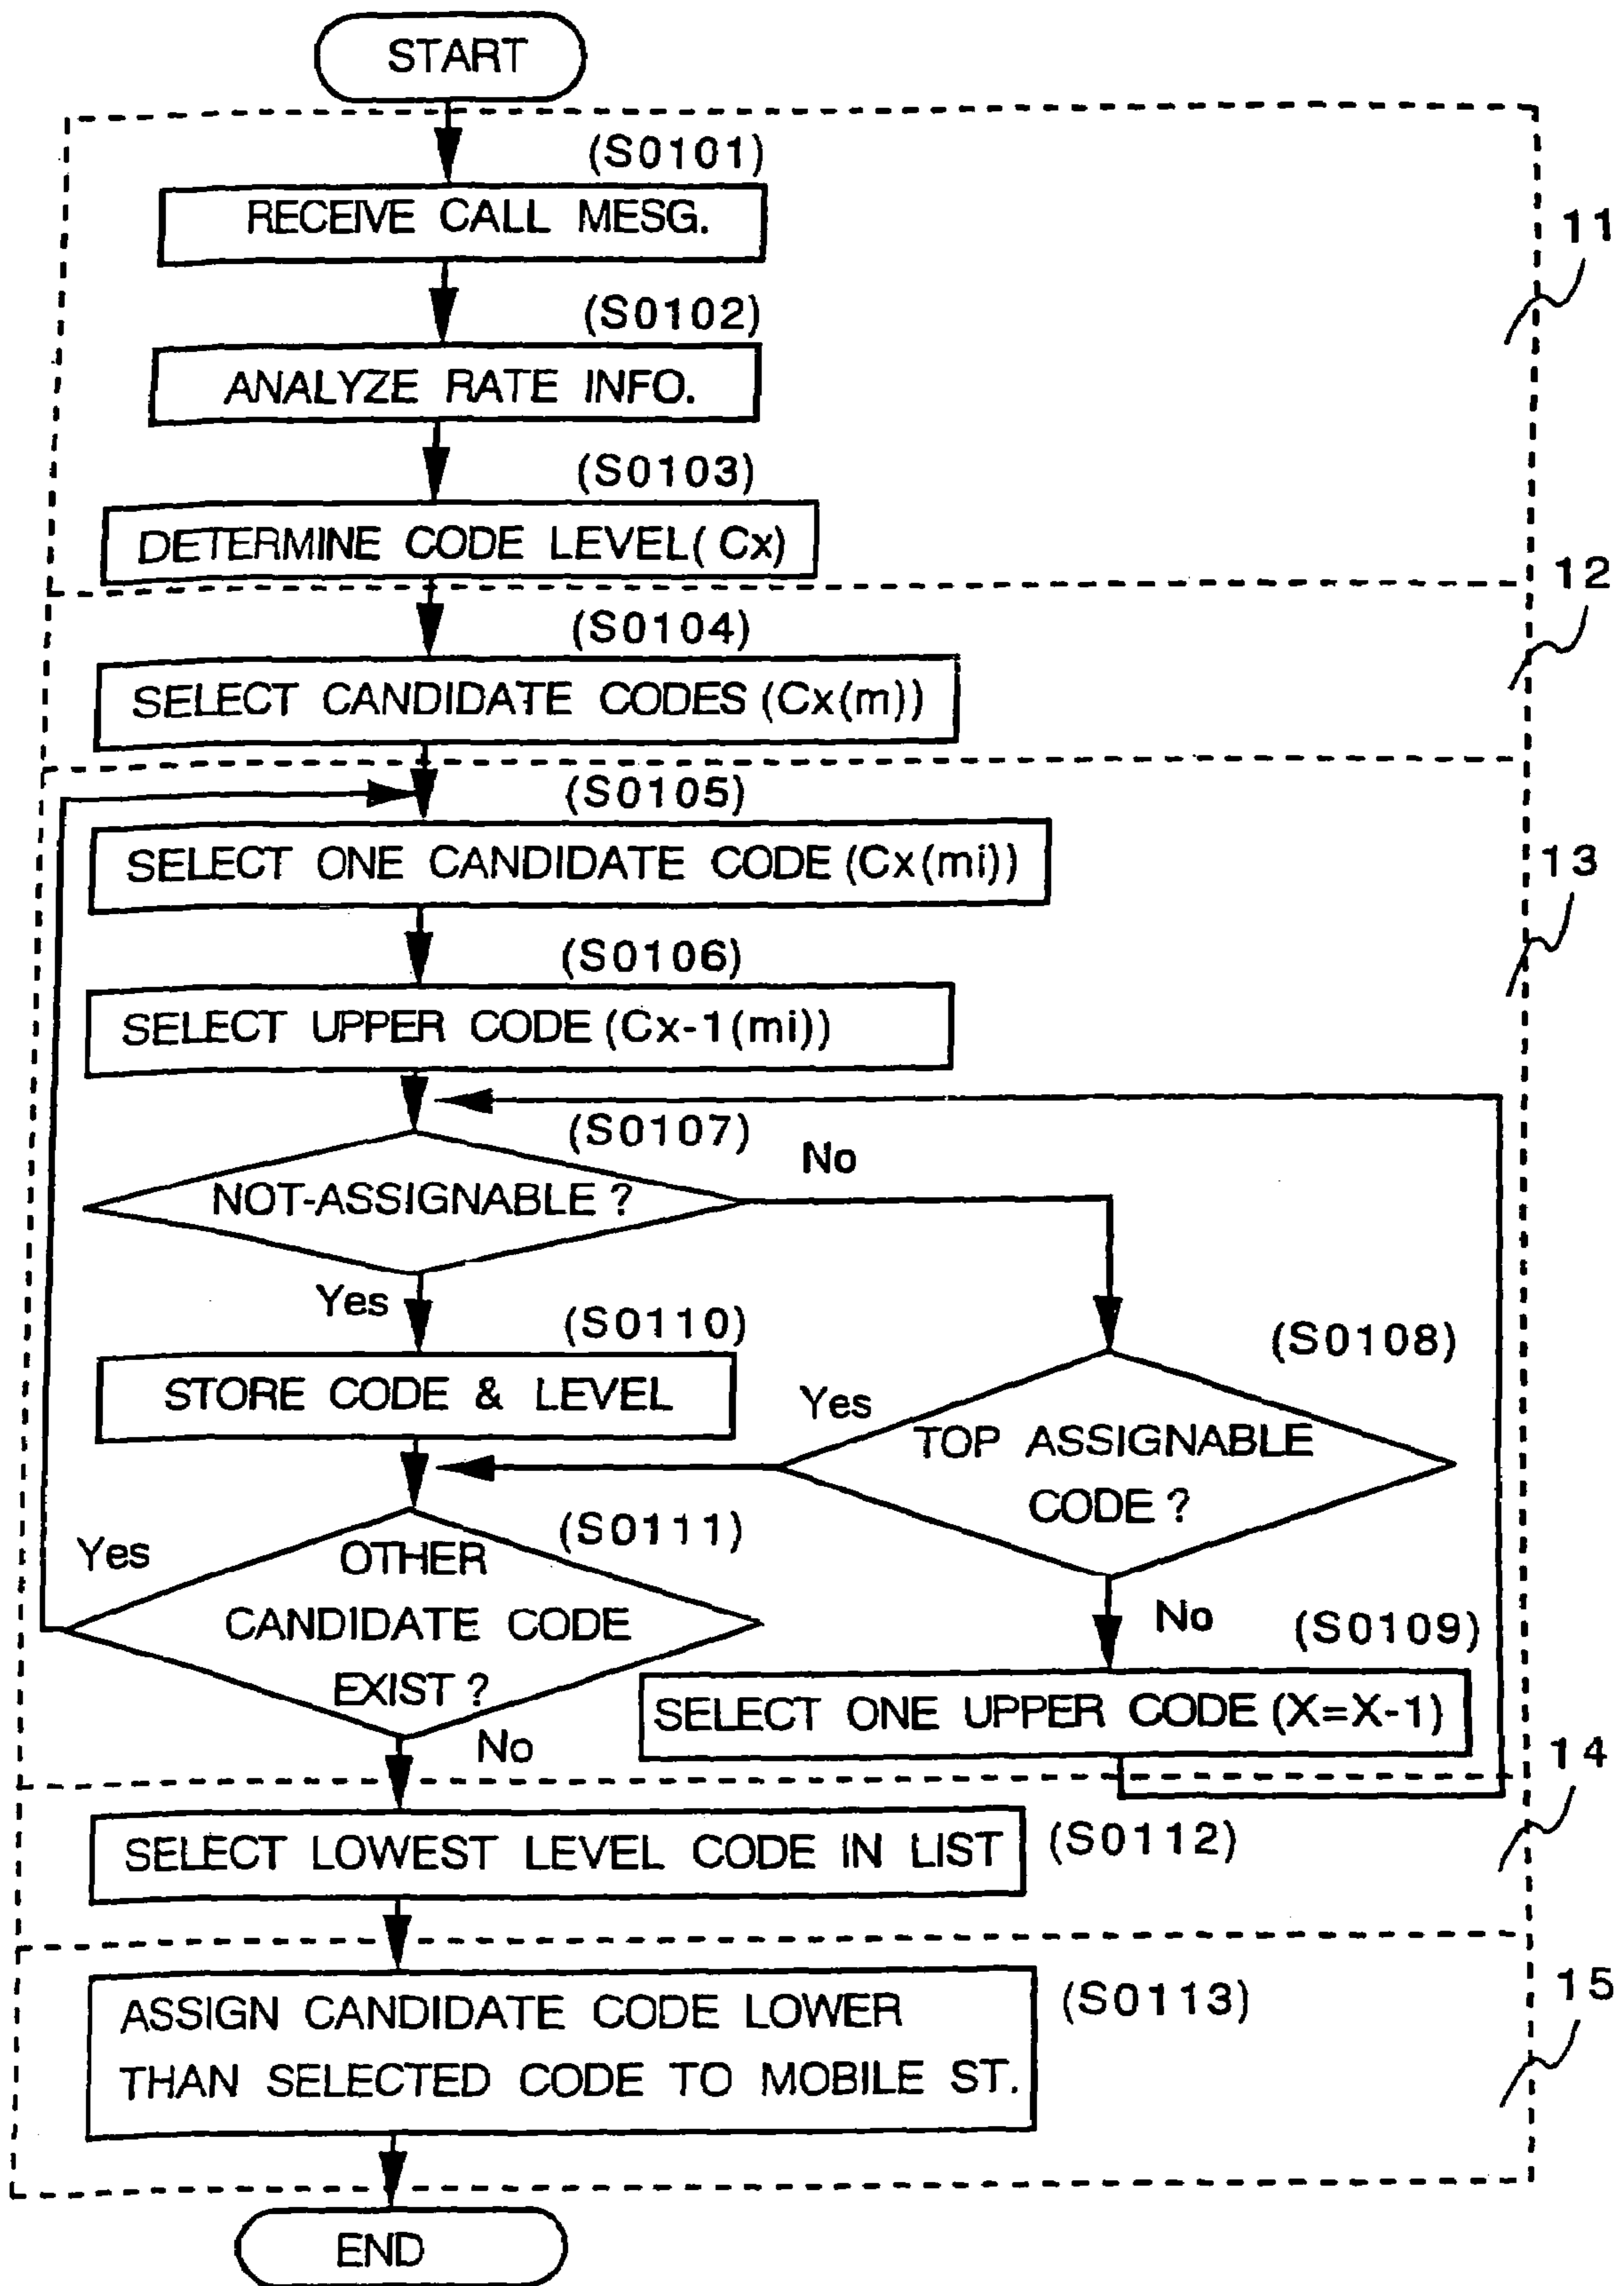 START
(S0101)
RECEIVE CALL MESG.
11
(S0102)
ANALYZE RATE INFO.
(S0103)
DETERMINE CODE LEVEL( Cx)
12
(S0104)
SELECT CANDIDATE CODES (Cx(m))
(S0105)
SELECT ONE CANDIDATE CODE (Cx(mi))
13
(S0106)
SELECT UPPER CODE (Cx-1(mi))
(S0107)
No
NOT-ASSIGNABLE ?
Yes
(S0110)
(S0108)
STORE CODE & LEVEL
Yes
TOP ASSIGNABLE
CODE ?
(S0111)
Yes
OTHER
CANDIDATE CODE
EXIST ?
No
No
(S0109)
SELECT ONE UPPER CODE (X=X-1)
14
SELECT LOWEST LEVEL CODE IN LIST
(S0112)
ASSIGN CANDIDATE CODE LOWER
THAN SELECTED CODE TO MOBILE ST.
(S0113)
15
END